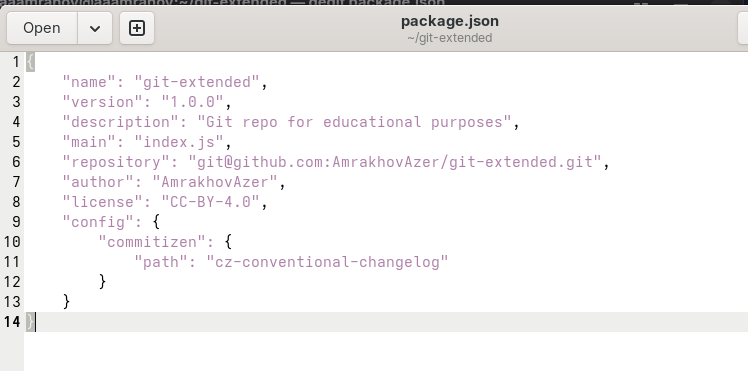 Open
package.json
~/git-extended
1 {
2     "name": "git-extended",
3     "version": "1.0.0",
4     "description": "Git repo for educational purposes",
5     "main": "index.js",
6     "repository": "git@github.com:AmrakhovAzer/git-extended.git",
7     "author": "AmrakhovAzer",
8     "license": "CC-BY-4.0",
9     "config": {
10         "commitizen": {
11             "path": "cz-conventional-changelog"
12         }
13     }
14 }